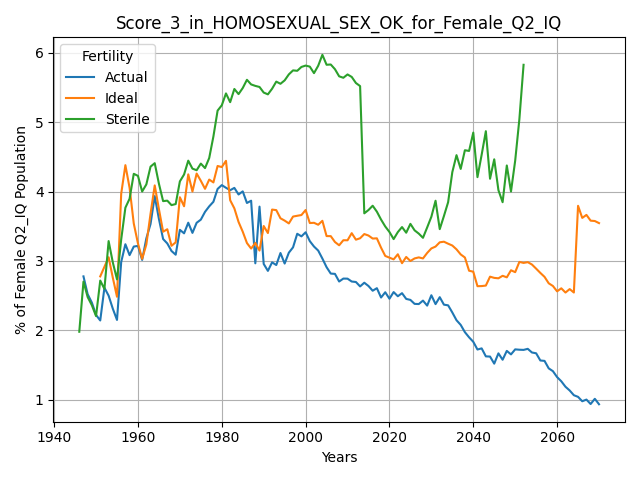 Score_3_in_HOMOSEXUAL_SEX_OK_for_Female_Q2_IQ
Fertility
Actual
Ideal
Sterile
% of Female Q2_IQ Population
6
5
4
3
2
1
1940 1960 1980 2000 2020 2040 2060
Years